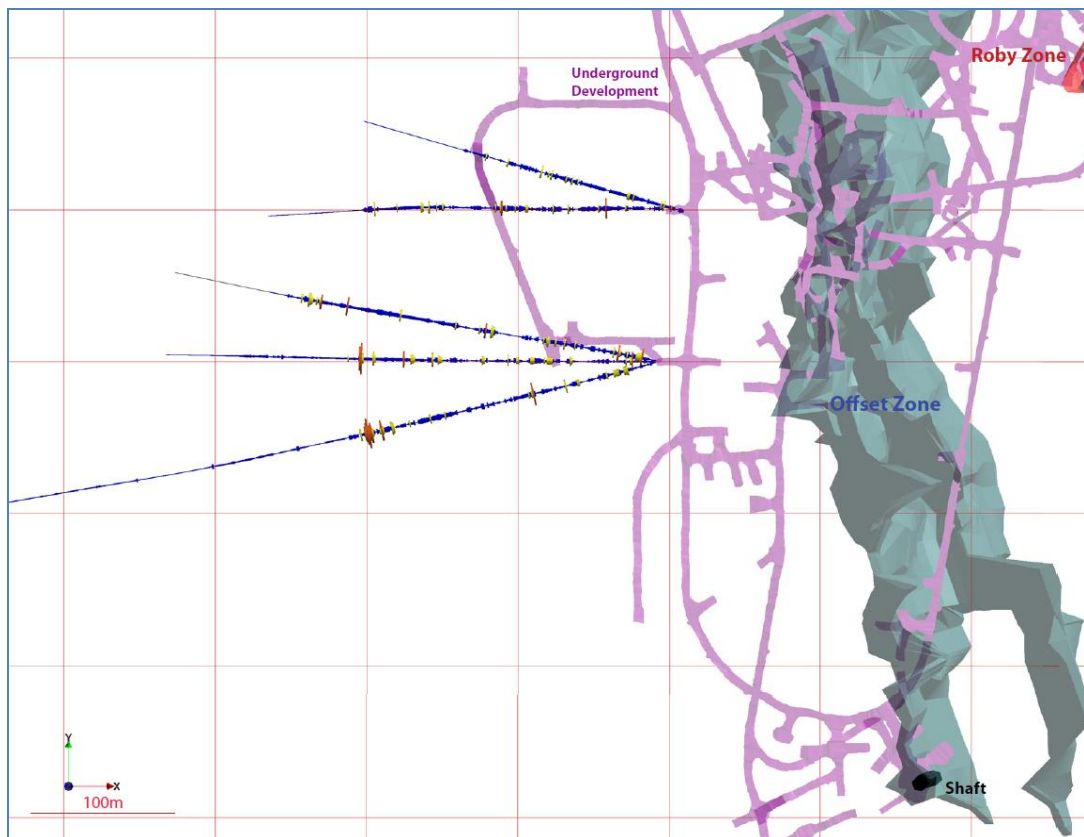 Roby Zone
Underground
Development
Offset Zone
Y
x
100m
Shaft